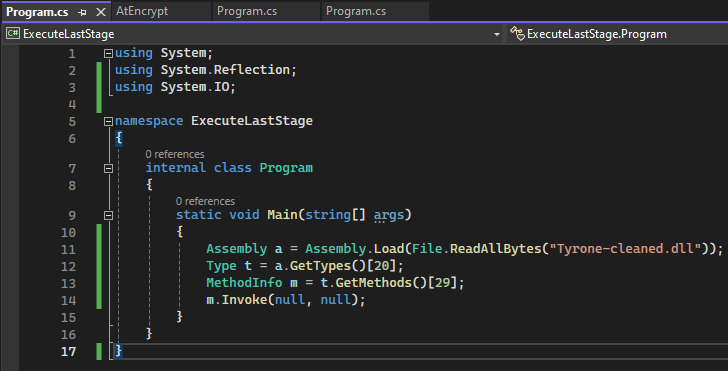 Program.cs AtEncrypt Program.cs Program.cs
C# ExecuteLastStage ExecuteLastStage.Program
1 using System;
2 using System.Reflection;
3 using System.IO;
4
5 namespace ExecuteLastStage
6 {
0 references
7 internal class Program
8 {
0 references
9 static void Main(string[] args)
10 {
11 Assembly a = Assembly.Load(File.ReadAllBytes("Tyrone-cleaned.dll"));
12 Type t = a.GetTypes()[20];
13 MethodInfo m = t.GetMethods()[29];
14 m.Invoke(null, null);
15 }
16 }
17 }